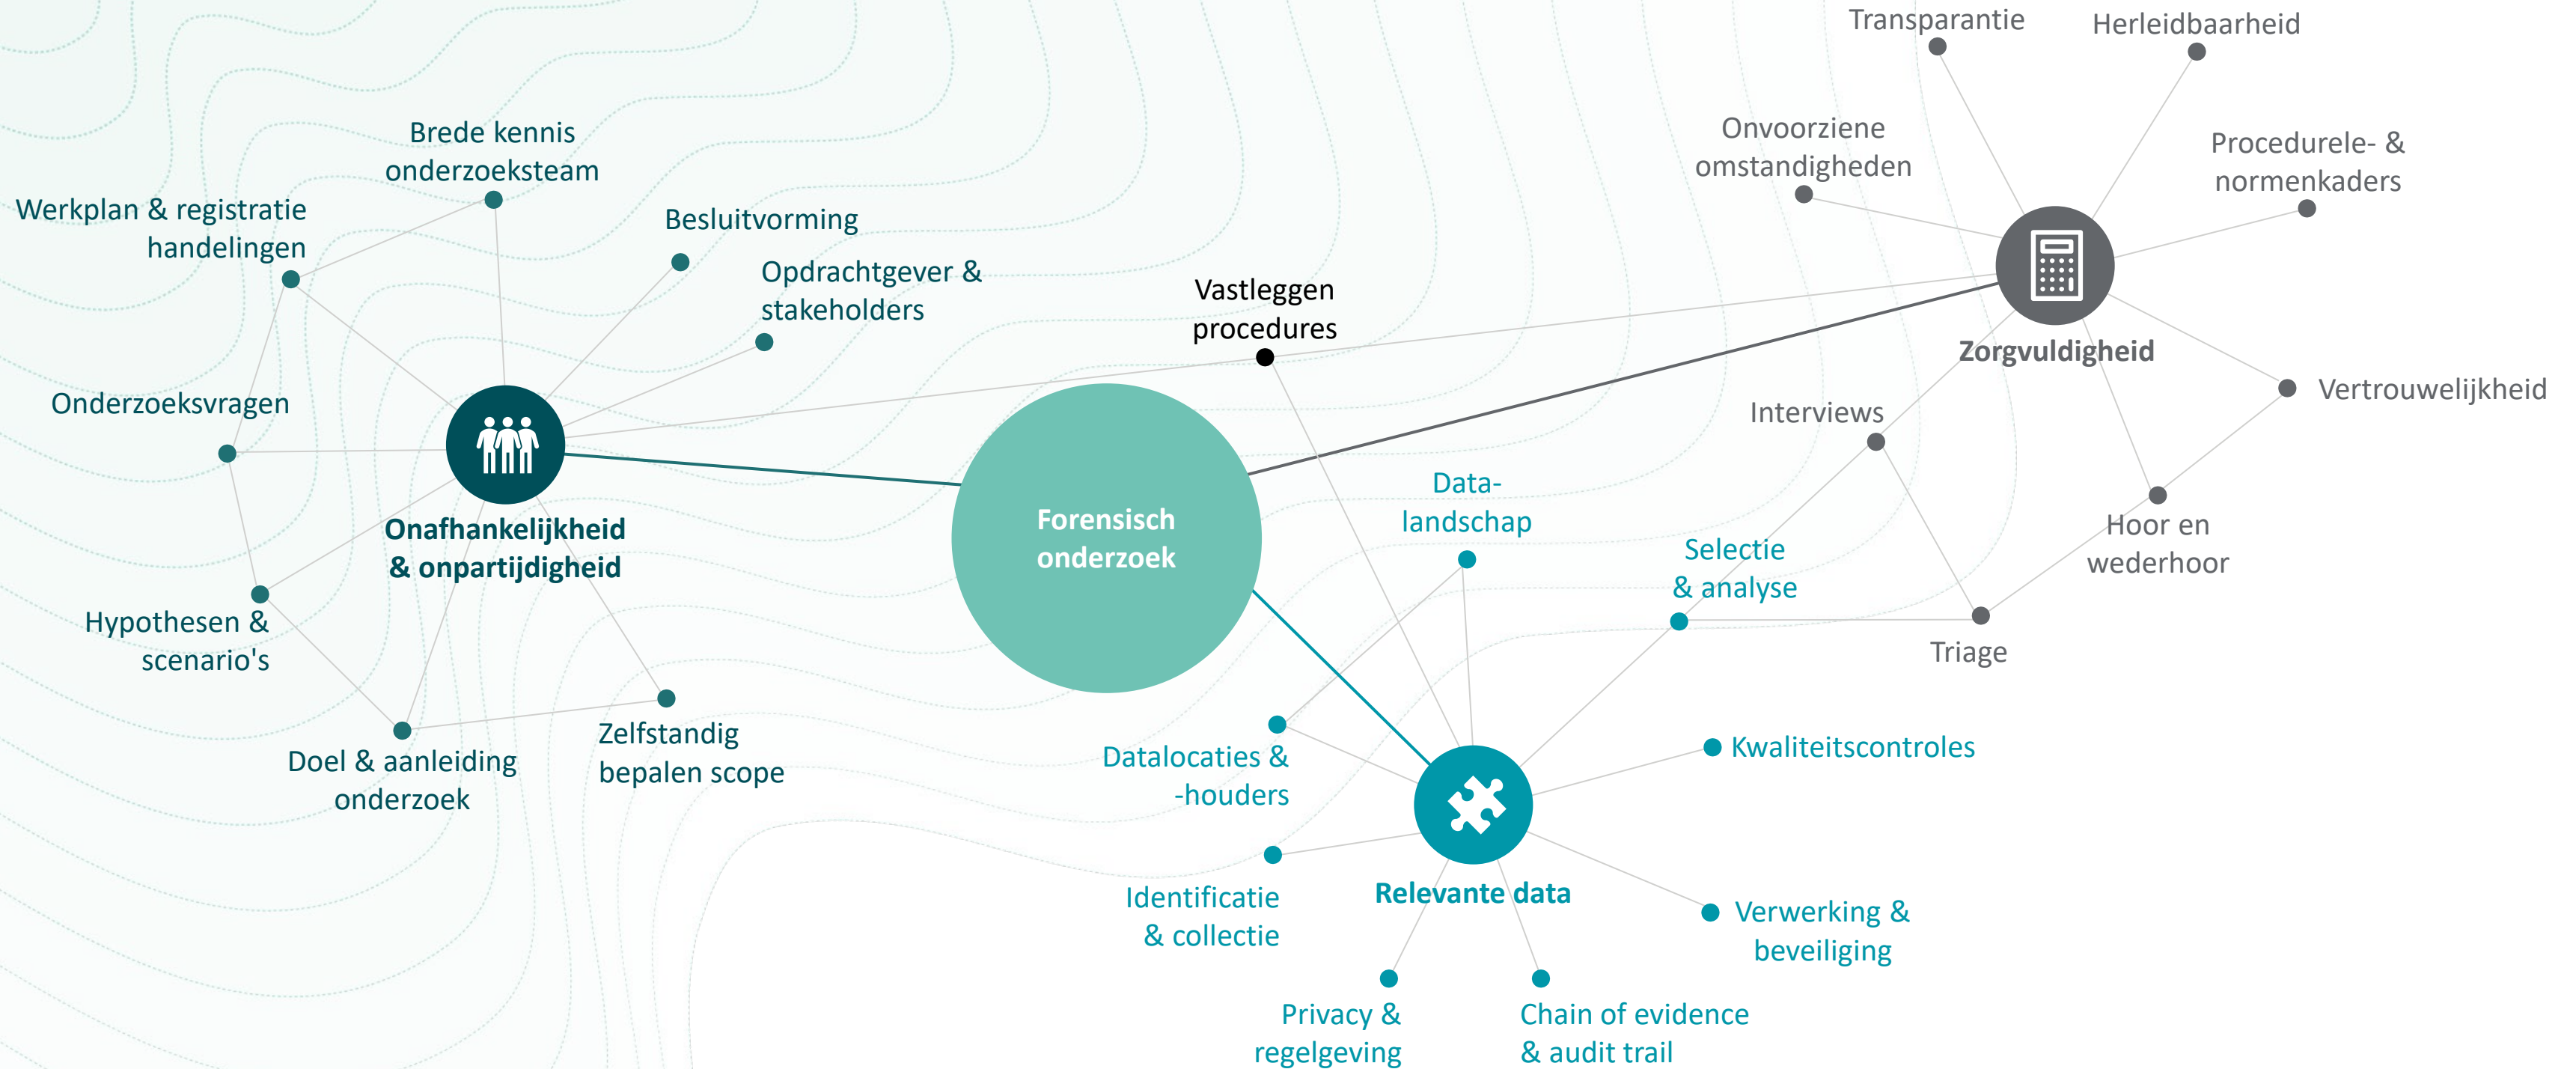 Transparantie
Herleidbaarheid
Onvoorziene
omstandigheden
Procedurele- &
normenkaders
Zorgvuldigheid
Interviews
Vertrouwelijkheid
Hoor en
wederhoor
Triage
Brede kennis
onderzoeksteam
Werkplan & registratie
handelingen
Besluitvorming
Opdrachtgever &
stakeholders
Onderzoeksvragen
Onafhankelijkheid
& onpartijdigheid
Hypothesen &
scenario's
Doel & aanleiding
onderzoek
Zelfstandig
bepalen scope
Vastleggen
procedures
Forensisch
onderzoek
Data-
landschap
Selectie
& analyse
Datalocaties &
-houders
Kwaliteitscontroles
Identificatie
& collectie
Relevante data
Verwerking &
beveiliging
Privacy &
regelgeving
Chain of evidence
& audit trail